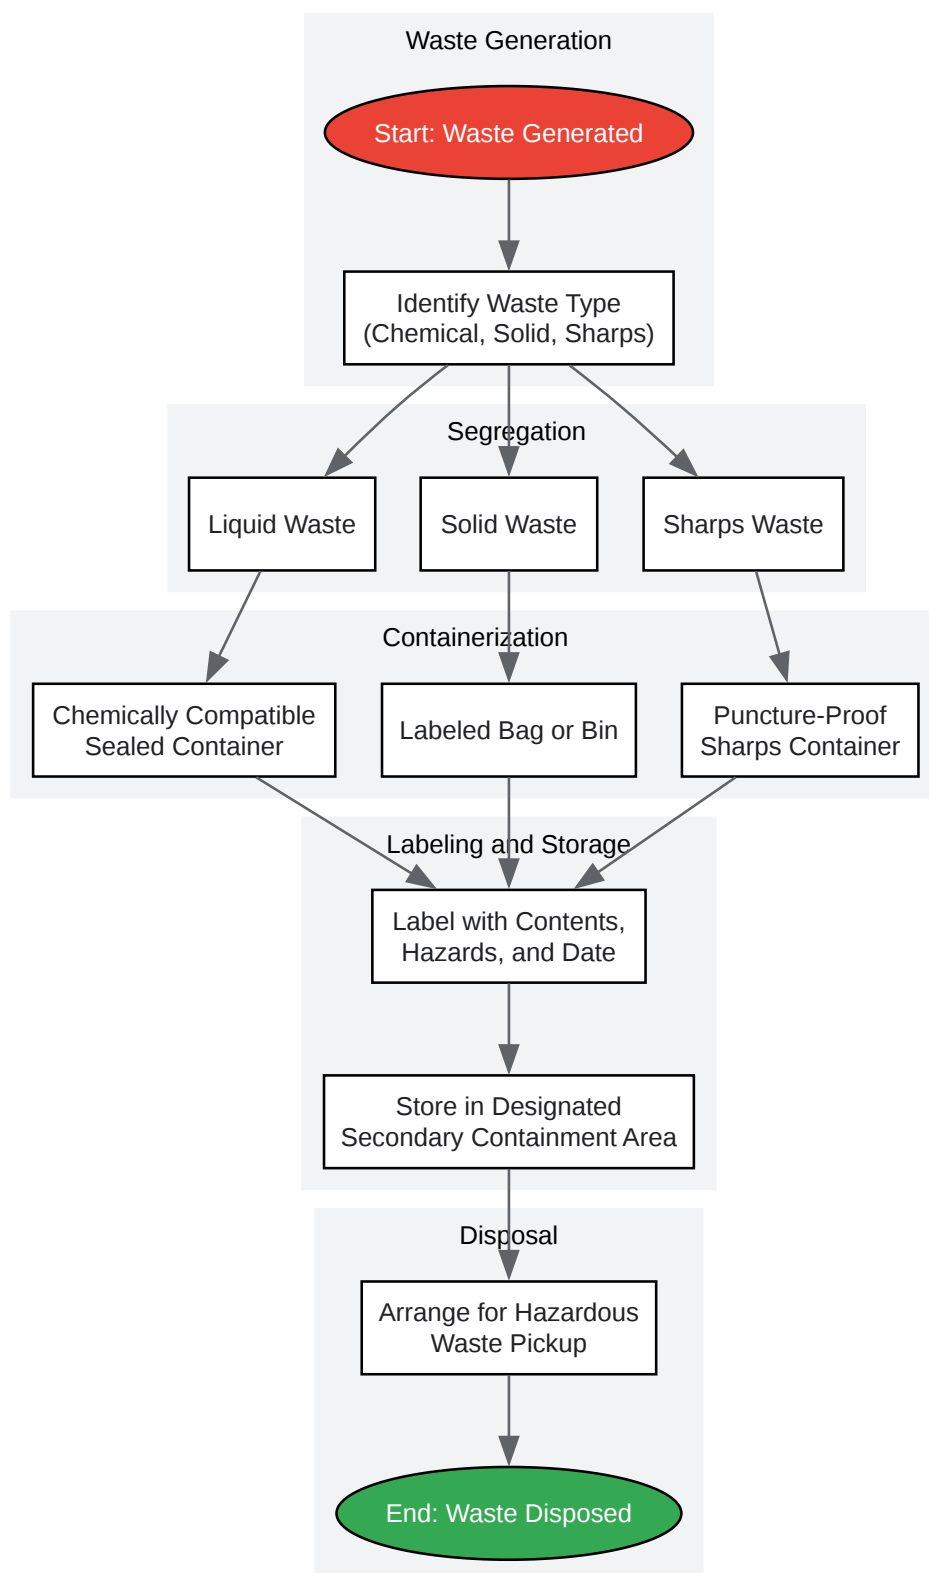 Waste Generation
Start: Waste Generated
Identify Waste Type
(Chemical, Solid, Sharps)
Segregation
Liquid Waste
Solid Waste
Sharps Waste
Containerization
Chemically Compatible
Sealed Container
Labeled Bag or Bin
Puncture-Proof
Sharps Container
Labeling and Storage
Label with Contents,
Hazards, and Date
Store in Designated
Secondary Containment Area
Disposal
Arrange for Hazardous
Waste Pickup
End: Waste Disposed